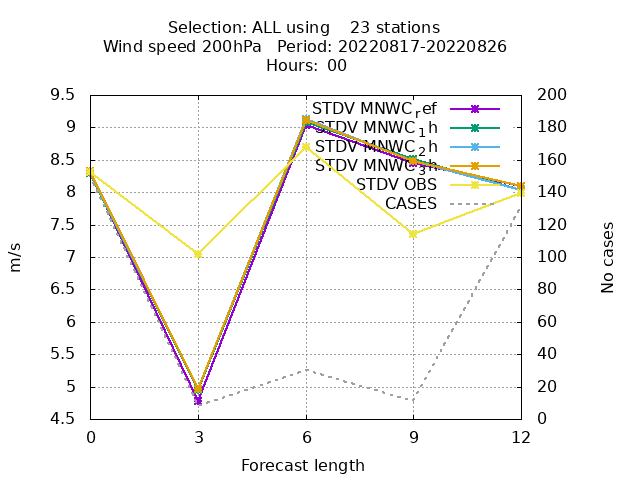 Selection: ALL using    23 stations
Wind speed 200hPa   Period: 20220817-20220826
Hours: 00
9.5
9
8.5
8
7.5
7
6.5
6
5.5
5
4.5
200
180
160
140
120
100
80
60
40
20
0
0
3
6
9
12
m/s
No cases
Forecast length
STDV MNWC_ref
STDV MNWC_1h
STDV MNWC_2h
STDV MNWC_3h
STDV OBS
CASES